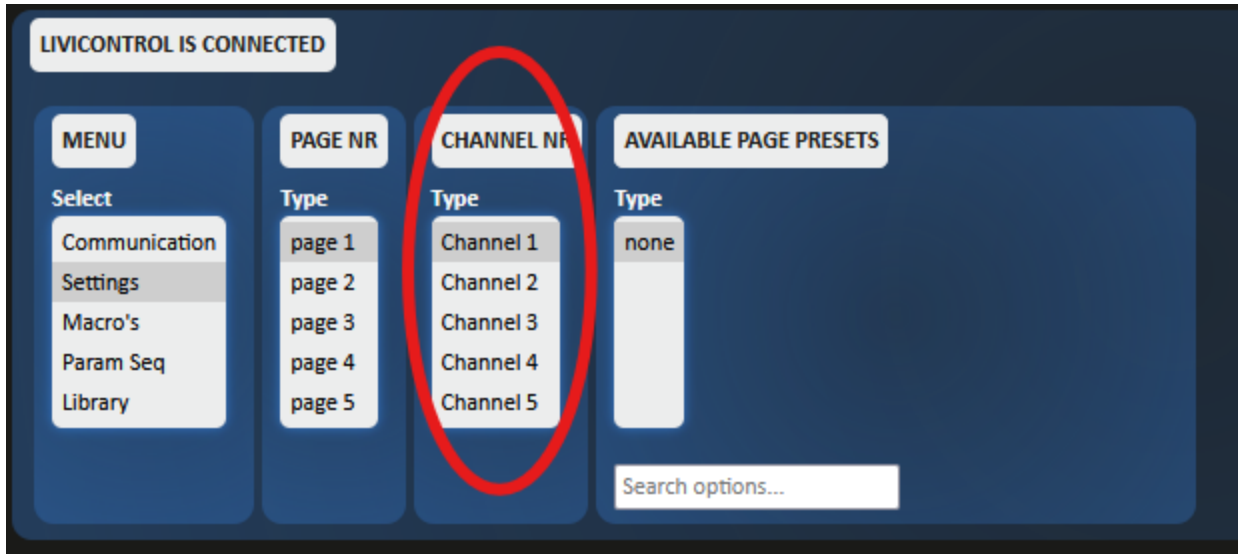 LIVICONTROL IS CONNECTED
MENU
Select
Communication
Settings
Macro's
Param Seq
Library
PAGE NR
Type
page 1
page 2
page 3
page 4
page 5
CHANNEL NR
Type
Channel 1
Channel 2
Channel 3
Channel 4
Channel 5
AVAILABLE PAGE PRESETS
Type
none
Search options...